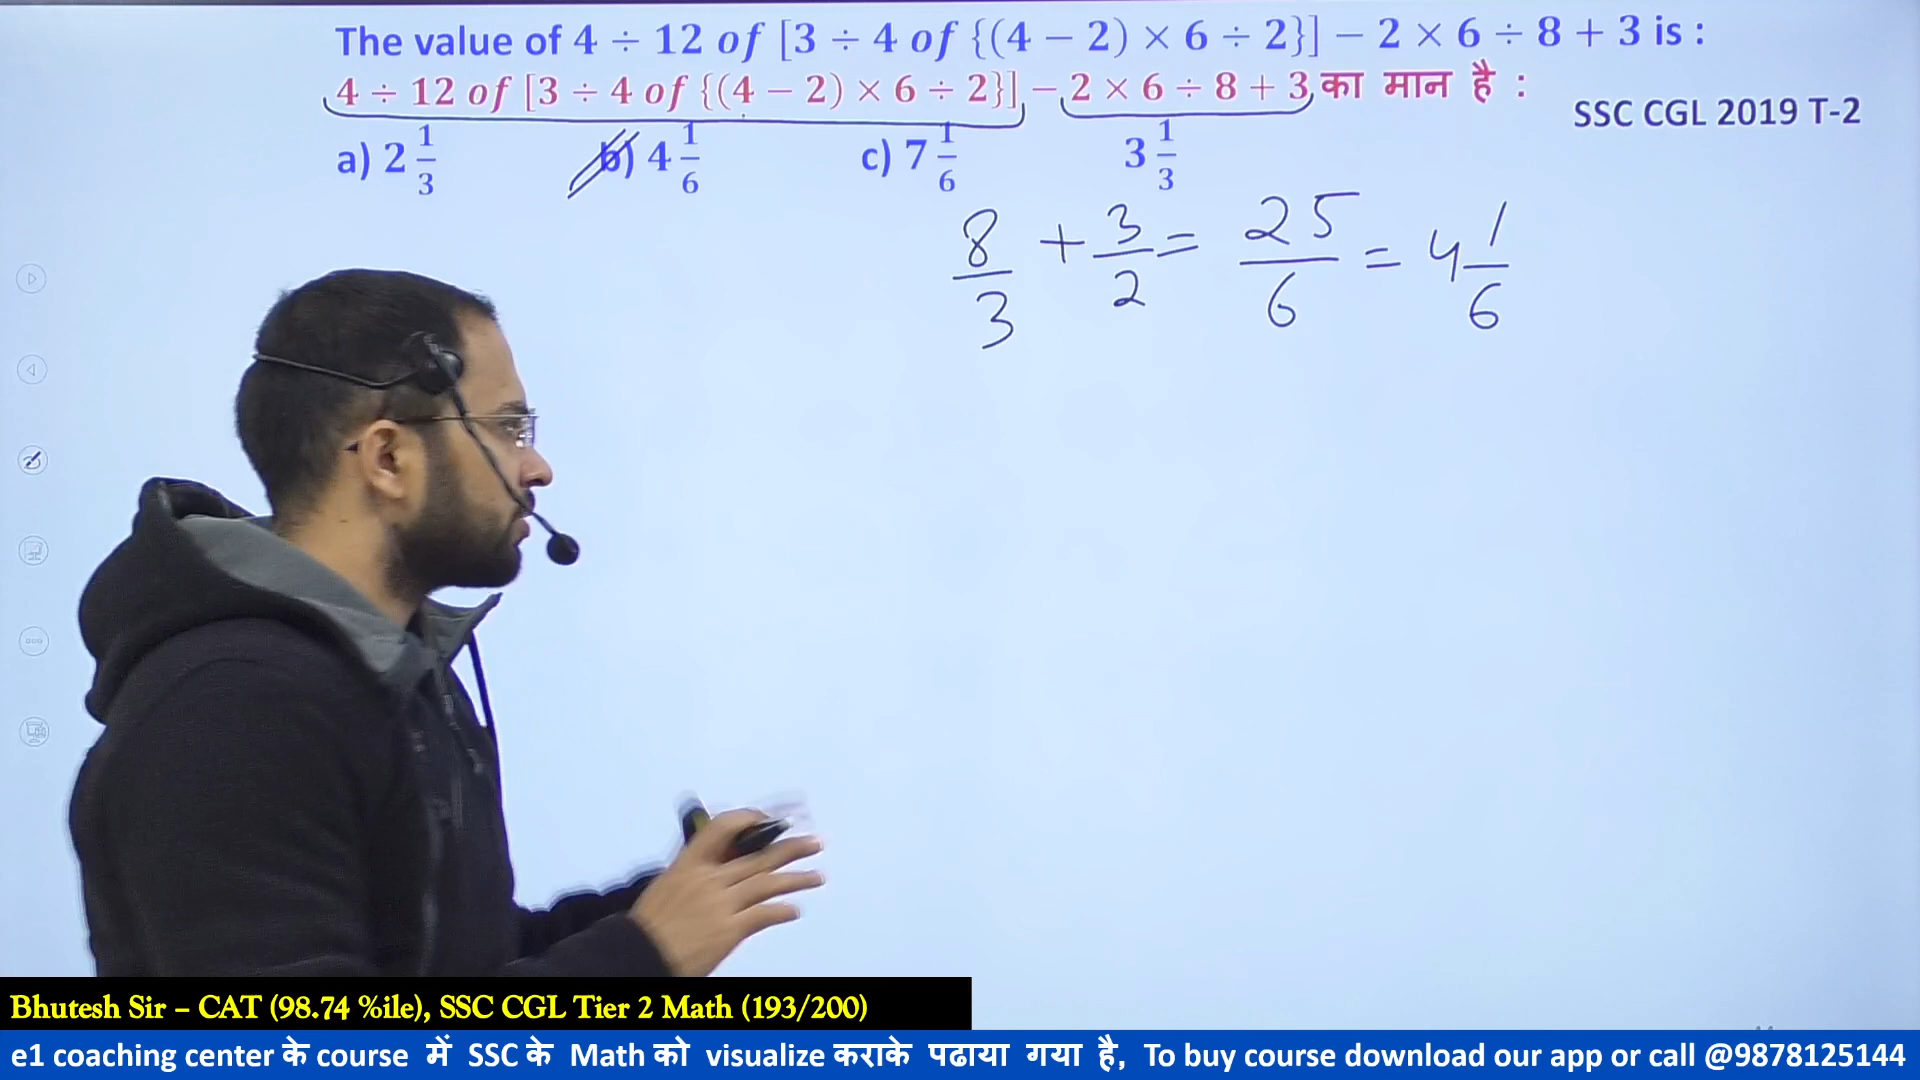 The value of 4 ÷ 12 of [3 ÷ 4 of {(4 − 2) × 6 ÷ 2}] − 2 × 6 ÷ 8 + 3 is :
4 ÷ 12 of [3 ÷ 4 of {(4 − 2) × 6 ÷ 2}] − 2 × 6 ÷ 8 + 3 का मान है :
SSC CGL 2019 T-2
a) 2 1/3 b) 4 1/6 c) 7 1/6 3 1/3
8/3 + 3/2 = 25/6 = 4 1/6
Bhutesh Sir – CAT (98.74 %ile), SSC CGL Tier 2 Math (193/200)
e1 coaching center के course में SSC के Math को visualize कराके पढाया गया है, To buy course download our app or call @9878125144